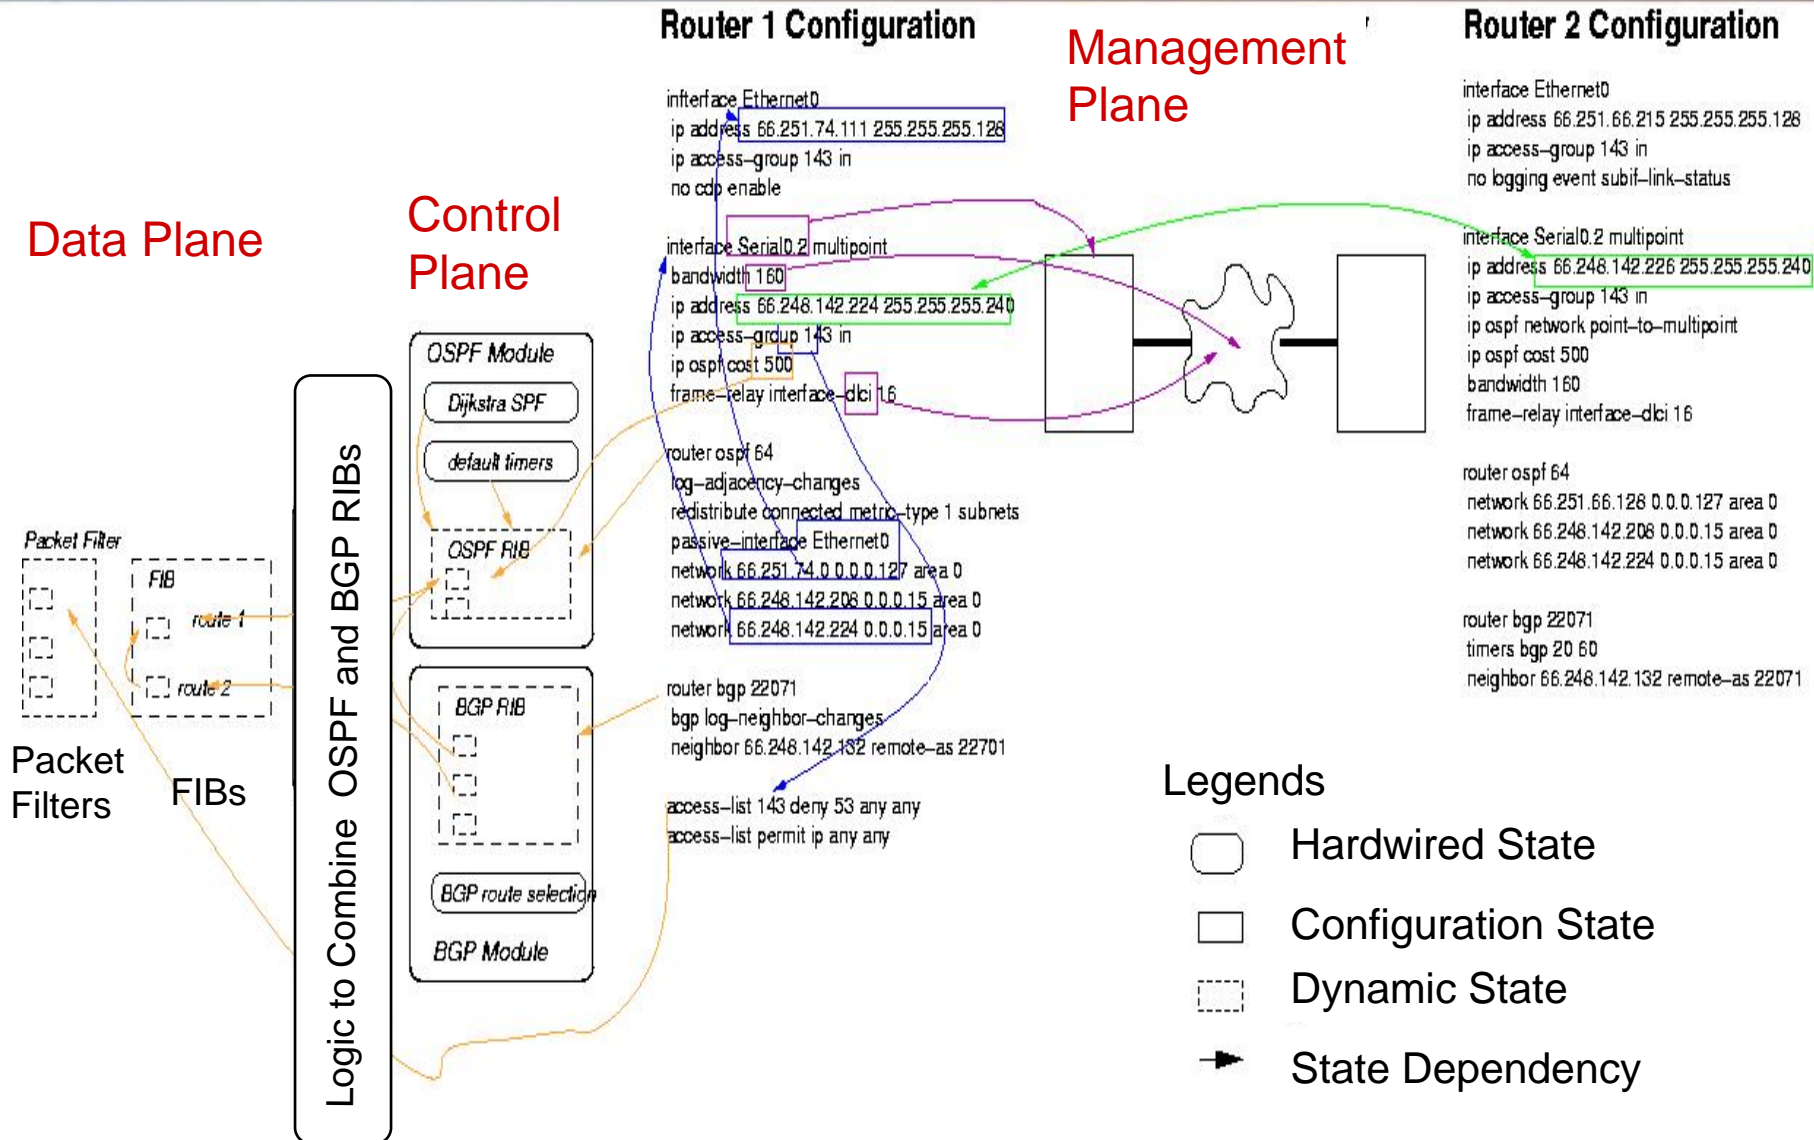 Router 1 Configuration
Management
Plane
Router 2 Configuration
Data Plane
Control
Plane
infterface Ethernet0
ip address 66.251.74.111 255.255.255.128
ip access-group 143 in
no cdp enable
interface Serial0.2 multipoint
bandwidth 160
ip address 66.248.142.224 255.255.255.240
ip access-group 143 in
ip ospf cost 500
frame-relay interface-dlci 16
router ospf 64
log-adjacency-changes
redistribute connected metric-type 1 subnets
passive-interface Ethernet0
network 66.251.74.0 0.0.0.127 area 0
network 66.248.142.208 0.0.0.15 area 0
network 66.248.142.224 0.0.0.15 area 0
router bgp 22071
bgp log-neighbor-changes
neighbor 66.248.142.132 remote-as 22701
access-list 143 deny 53 any any
access-list permit ip any any
interface Ethernet0
ip address 66.251.66.215 255.255.255.128
ip access-group 143 in
no logging event subif-link-status
interface Serial0.2 multipoint
ip address 66.248.142.226 255.255.255.240
ip access-group 143 in
ip ospf network point-to-multipoint
ip ospf cost 500
bandwidth 160
frame-relay interface-dlci 16
router ospf 64
network 66.251.66.128 0.0.0.127 area 0
network 66.248.142.208 0.0.0.15 area 0
network 66.248.142.224 0.0.0.15 area 0
router bgp 22071
timers bgp 20 60
neighbor 66.248.142.132 remote-as 22071
OSPF Module
Dijkstra SPF
default timers
OSPF RIB
BGP RIB
BGP route selection
BGP Module
Logic to Combine OSPF and BGP RIBs
Packet Filter
FIB
route 1
route 2
Packet
Filters
FIBs
Legends
Hardwired State
Configuration State
Dynamic State
State Dependency